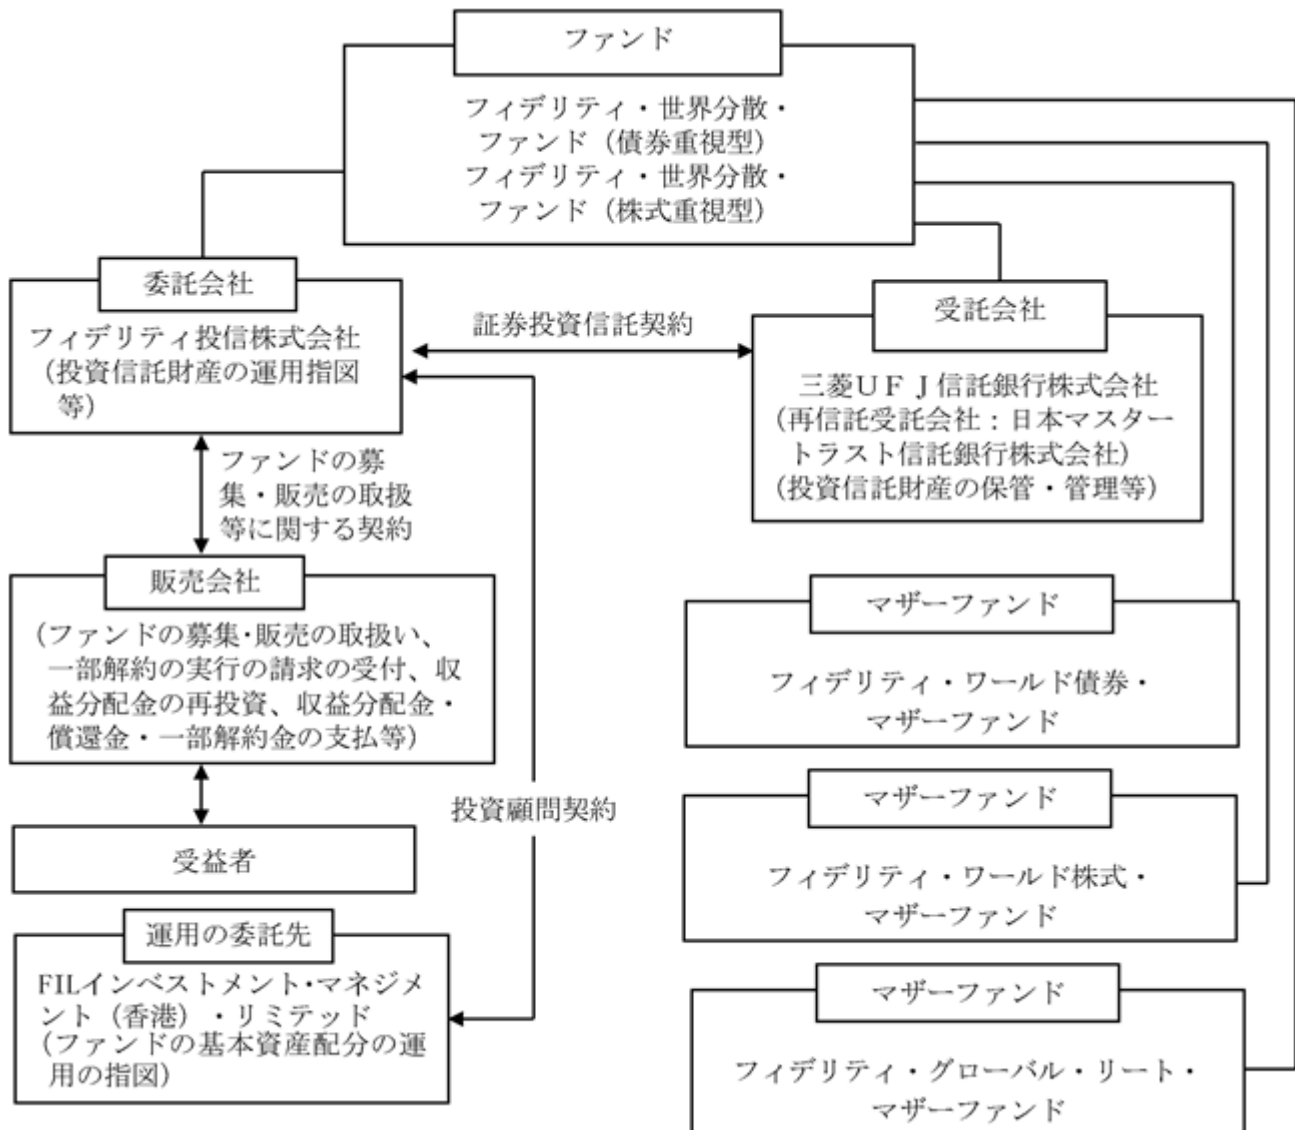 ファンド
フィデリティ・世界分散・
ファンド（債券重視型）
フィデリティ・世界分散・
ファンド（株式重視型）
委託会社
フィデリティ投信株式会社
（投資信託財産の運用指図
等）
証券投資信託契約
受託会社
三菱ＵＦＪ信託銀行株式会社
（再信託受託会社：日本マスター
トラスト信託銀行株式会社）
（投資信託財産の保管・管理等）
ファンドの募
集・販売の取扱
等に関する契約
販売会社
（ファンドの募集・販売の取扱い、
一部解約の実行の請求の受付、収
益分配金の再投資、収益分配金・
償還金・一部解約金の支払等）
投資顧問契約
受益者
運用の委託先
FILインベストメント・マネジメ
ント（香港）・リミテッド
（ファンドの基本資産配分の運
用の指図）
マザーファンド
フィデリティ・ワールド債券・
マザーファンド
マザーファンド
フィデリティ・ワールド株式・
マザーファンド
マザーファンド
フィデリティ・グローバル・リート・
マザーファンド